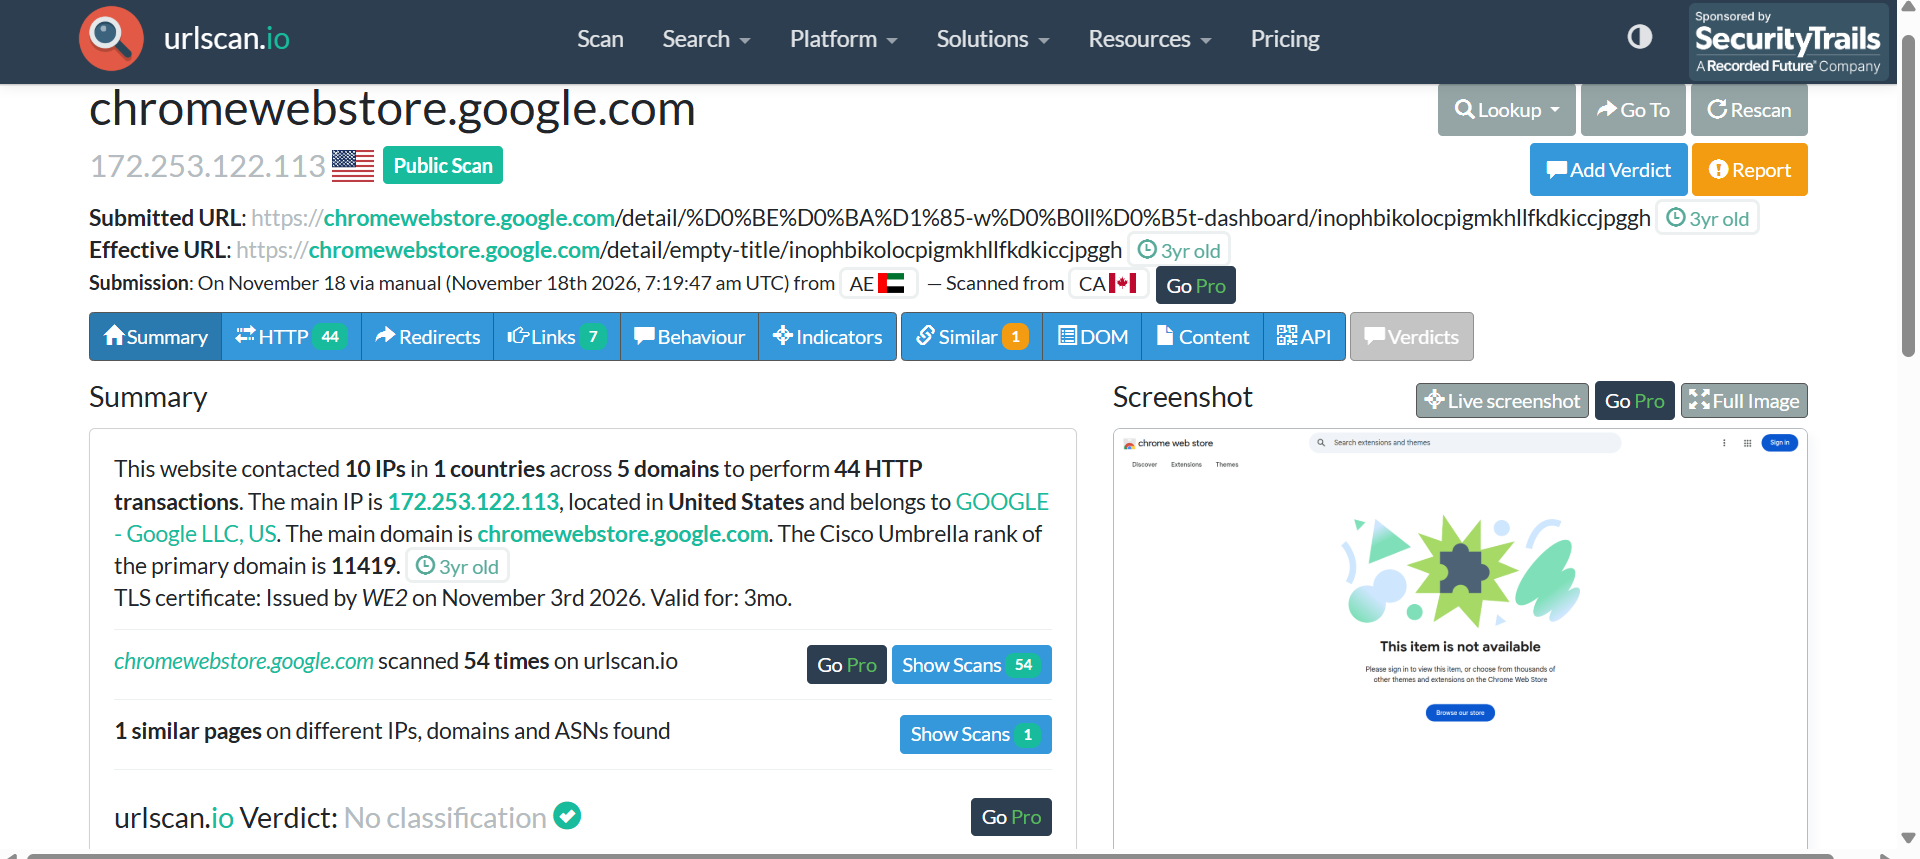 urlscan.io
Scan Search Platform Solutions Resources Pricing
Sponsored by
SecurityTrails
A Recorded Future® Company
chromewebstore.google.com
Lookup Go To Rescan
172.253.122.113 Public Scan
Add Verdict Report
Submitted URL: https://chromewebstore.google.com/detail/%D0%BE%D0%BA%D1%85-w%D0%B0ll%D0%B5t-dashboard/inophbikolocpigmkhllfkdkiccjpggh 3yr old
Effective URL: https://chromewebstore.google.com/detail/empty-title/inophbikolocpigmkhllfkdkiccjpggh 3yr old
Submission: On November 18 via manual (November 18th 2026, 7:19:47 am UTC) from AE — Scanned from CA Go Pro
Summary HTTP 44 Redirects Links 7 Behaviour Indicators Similar 1 DOM Content API Verdicts
Summary
This website contacted 10 IPs in 1 countries across 5 domains to perform 44 HTTP
transactions. The main IP is 172.253.122.113, located in United States and belongs to GOOGLE
- Google LLC, US. The main domain is chromewebstore.google.com. The Cisco Umbrella rank of
the primary domain is 11419. 3yr old
TLS certificate: Issued by WE2 on November 3rd 2026. Valid for: 3mo.
chromewebstore.google.com scanned 54 times on urlscan.io Go Pro Show Scans 54
1 similar pages on different IPs, domains and ASNs found Show Scans 1
urlscan.io Verdict: No classification Go Pro
Screenshot Live screenshot Go Pro Full Image
chrome web store Search extensions and themes Sign in
Discover Extensions Themes
This item is not available
Please sign in to view this item, or choose from thousands of
other themes and extensions on the Chrome Web Store
Browse our store